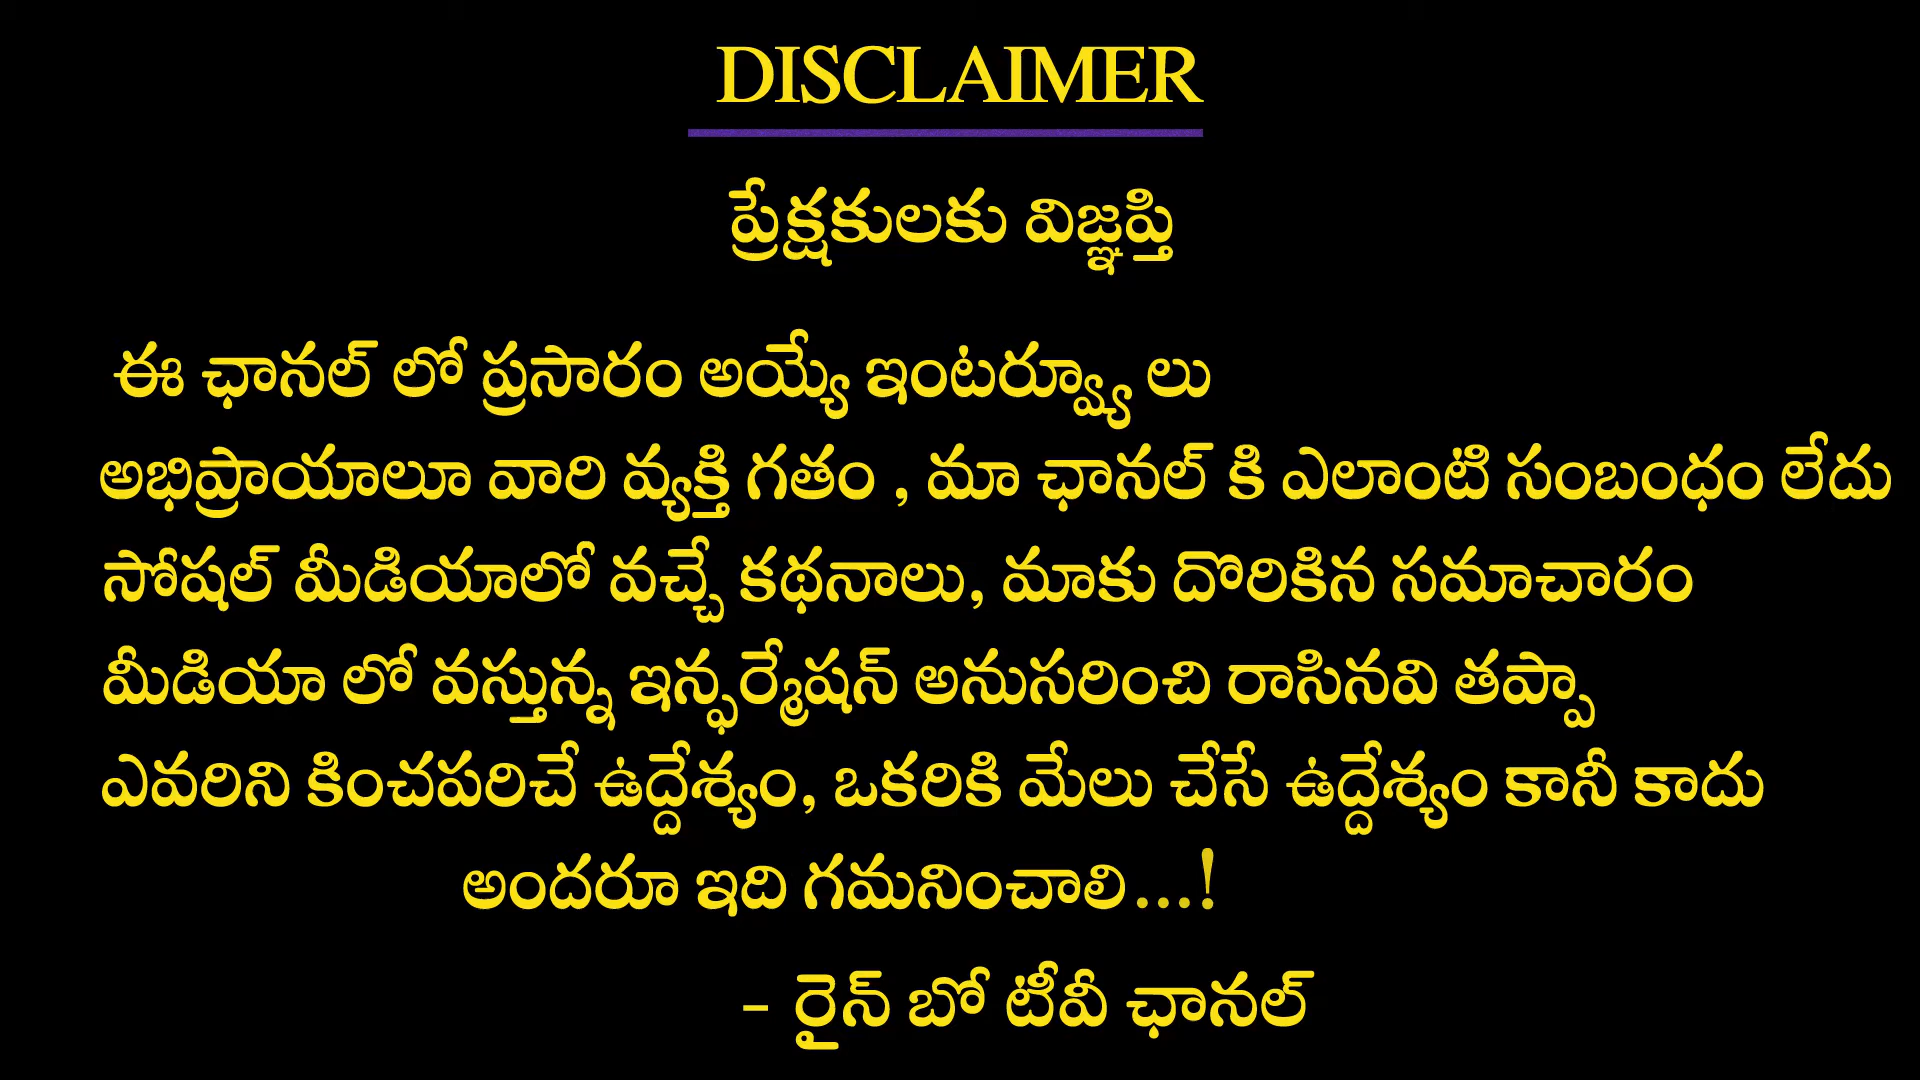 DISCLAIMER
ప్రేక్షకులకు విజ్ఞప్తి
ఈ ఛానల్ లో ప్రసారం అయ్యే ఇంటర్వ్యూ లు
అభిప్రాయాలూ వారి వ్యక్తి గతం , మా ఛానల్ కి ఎలాంటి సంబంధం లేదు
సోషల్ మీడియాలో వచ్చే కథనాలు, మాకు దొరికిన సమాచారం
మీడియా లో వస్తున్న ఇన్ఫర్మేషన్ అనుసరించి రాసినవి తప్పా
ఎవరిని కించపరిచే ఉద్దేశ్యం, ఒకరికి మేలు చేసే ఉద్దేశ్యం కానీ కాదు
అందరూ ఇది గమనించాలి...!
- రైన్ బో టీవీ ఛానల్